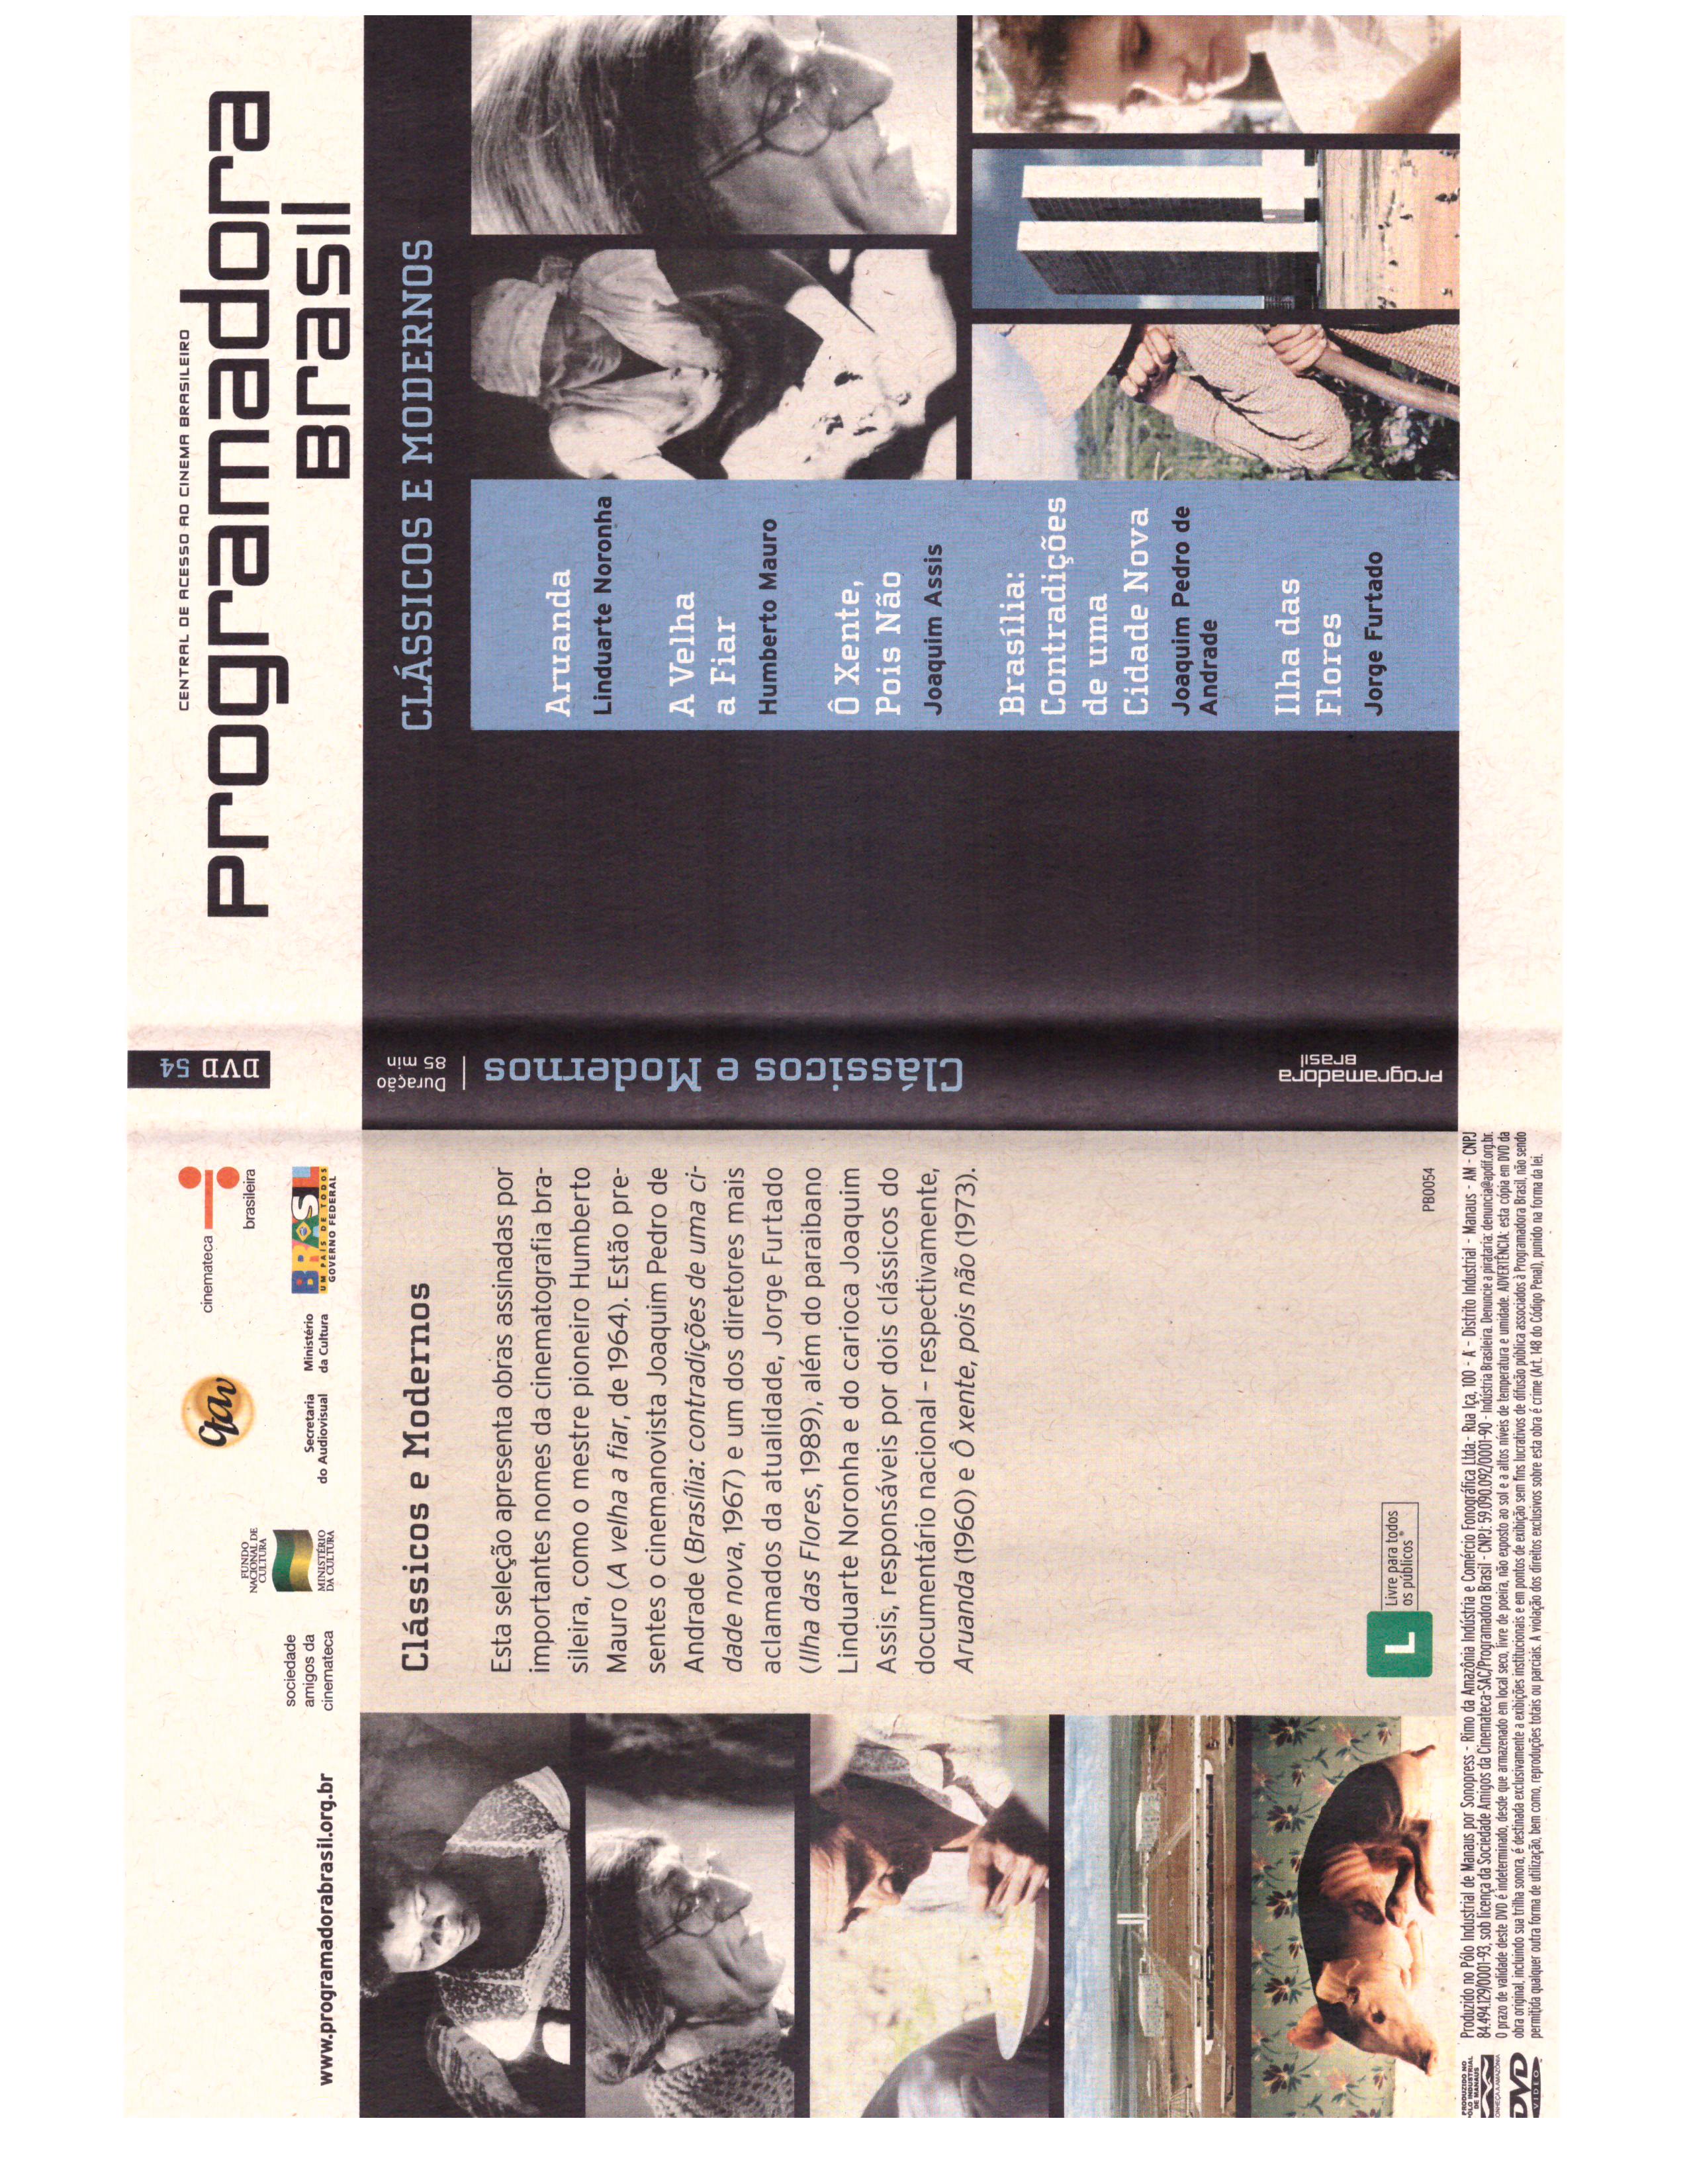 www.programadorabrasil.org.br
sociedade
amigos da
cinemateca
FUNDO
NACIONAL DE
CULTURA
MINISTÉRIO
DA CULTURA
Secretaria
do Audiovisual
Ministério
da Cultura
cinemateca
brasileira
BRASIL
UM PAÍS DE TODOS
GOVERNO FEDERAL
Clássicos e Modernos
Esta seleção apresenta obras assinadas por
importantes nomes da cinematografia bra-
sileira, como o mestre pioneiro Humberto
Mauro (A velha a fiar, de 1964). Estão pre-
sentes o cinemanovista Joaquim Pedro de
Andrade (Brasília: contradições de uma ci-
dade nova, 1967) e um dos diretores mais
aclamados da atualidade, Jorge Furtado
(Ilha das Flores, 1989), além do paraibano
Linduarte Noronha e do carioca Joaquim
Assis, responsáveis por dois clássicos do
documentário nacional – respectivamente,
Aruanda (1960) e Ô xente, pois não (1973).
L
Livre para todos
os públicos
PB0054
PRODUZIDO NO
PÓLO INDUSTRIAL
DE MANAUS
CONHEÇA A AMAZÔNIA
DVD
VIDEO
Produzido no Pólo Industrial de Manaus por Sonopress - Rimo da Amazônia Indústria e Comércio Fonográfica Ltda.- Rua Iça, 100 - A - Distrito Industrial - Manaus - AM - CNPJ
84.494.129/0001-93, sob licença da Sociedade Amigos da Cinemateca-SAC/Programadora Brasil - CNPJ: 59.090.092/0001-90 - Indústria Brasileira. Denuncie a pirataria: denuncia@apdif.org.br.
O prazo de validade deste DVD é indeterminado, desde que armazenado em local seco, livre de poeira, não exposto ao sol e a altos níveis de temperatura e umidade. ADVERTÊNCIA: esta cópia em DVD da
obra original, incluindo sua trilha sonora, é destinada exclusivamente a exibições institucionais e em pontos de exibição sem fins lucrativos de difusão pública associados à Programadora Brasil, não sendo
permitida qualquer outra forma de utilização, bem como, reproduções totais ou parciais. A violação dos direitos exclusivos sobre esta obra é crime (Art. 148 do Código Penal), punido na forma da lei.
DVD 54
Clássicos e Modernos
Duração
85 min
Programadora
Brasil
CENTRAL DE ACESSO AO CINEMA BRASILEIRO
Programadora
Brasil
CLÁSSICOS E MODERNOS
Aruanda
Linduarte Noronha
A Velha
a Fiar
Humberto Mauro
Ô Xente,
Pois Não
Joaquim Assis
Brasília:
Contradições
de uma
Cidade Nova
Joaquim Pedro de
Andrade
Ilha das
Flores
Jorge Furtado